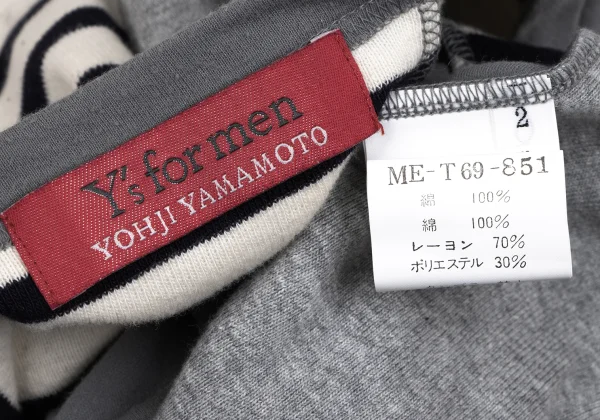 Y's for men
YOHJI YAMAMOTO
2
ME-T69-851
綿 100%
綿 100%
レーヨン 70%
ポリエステル 30%